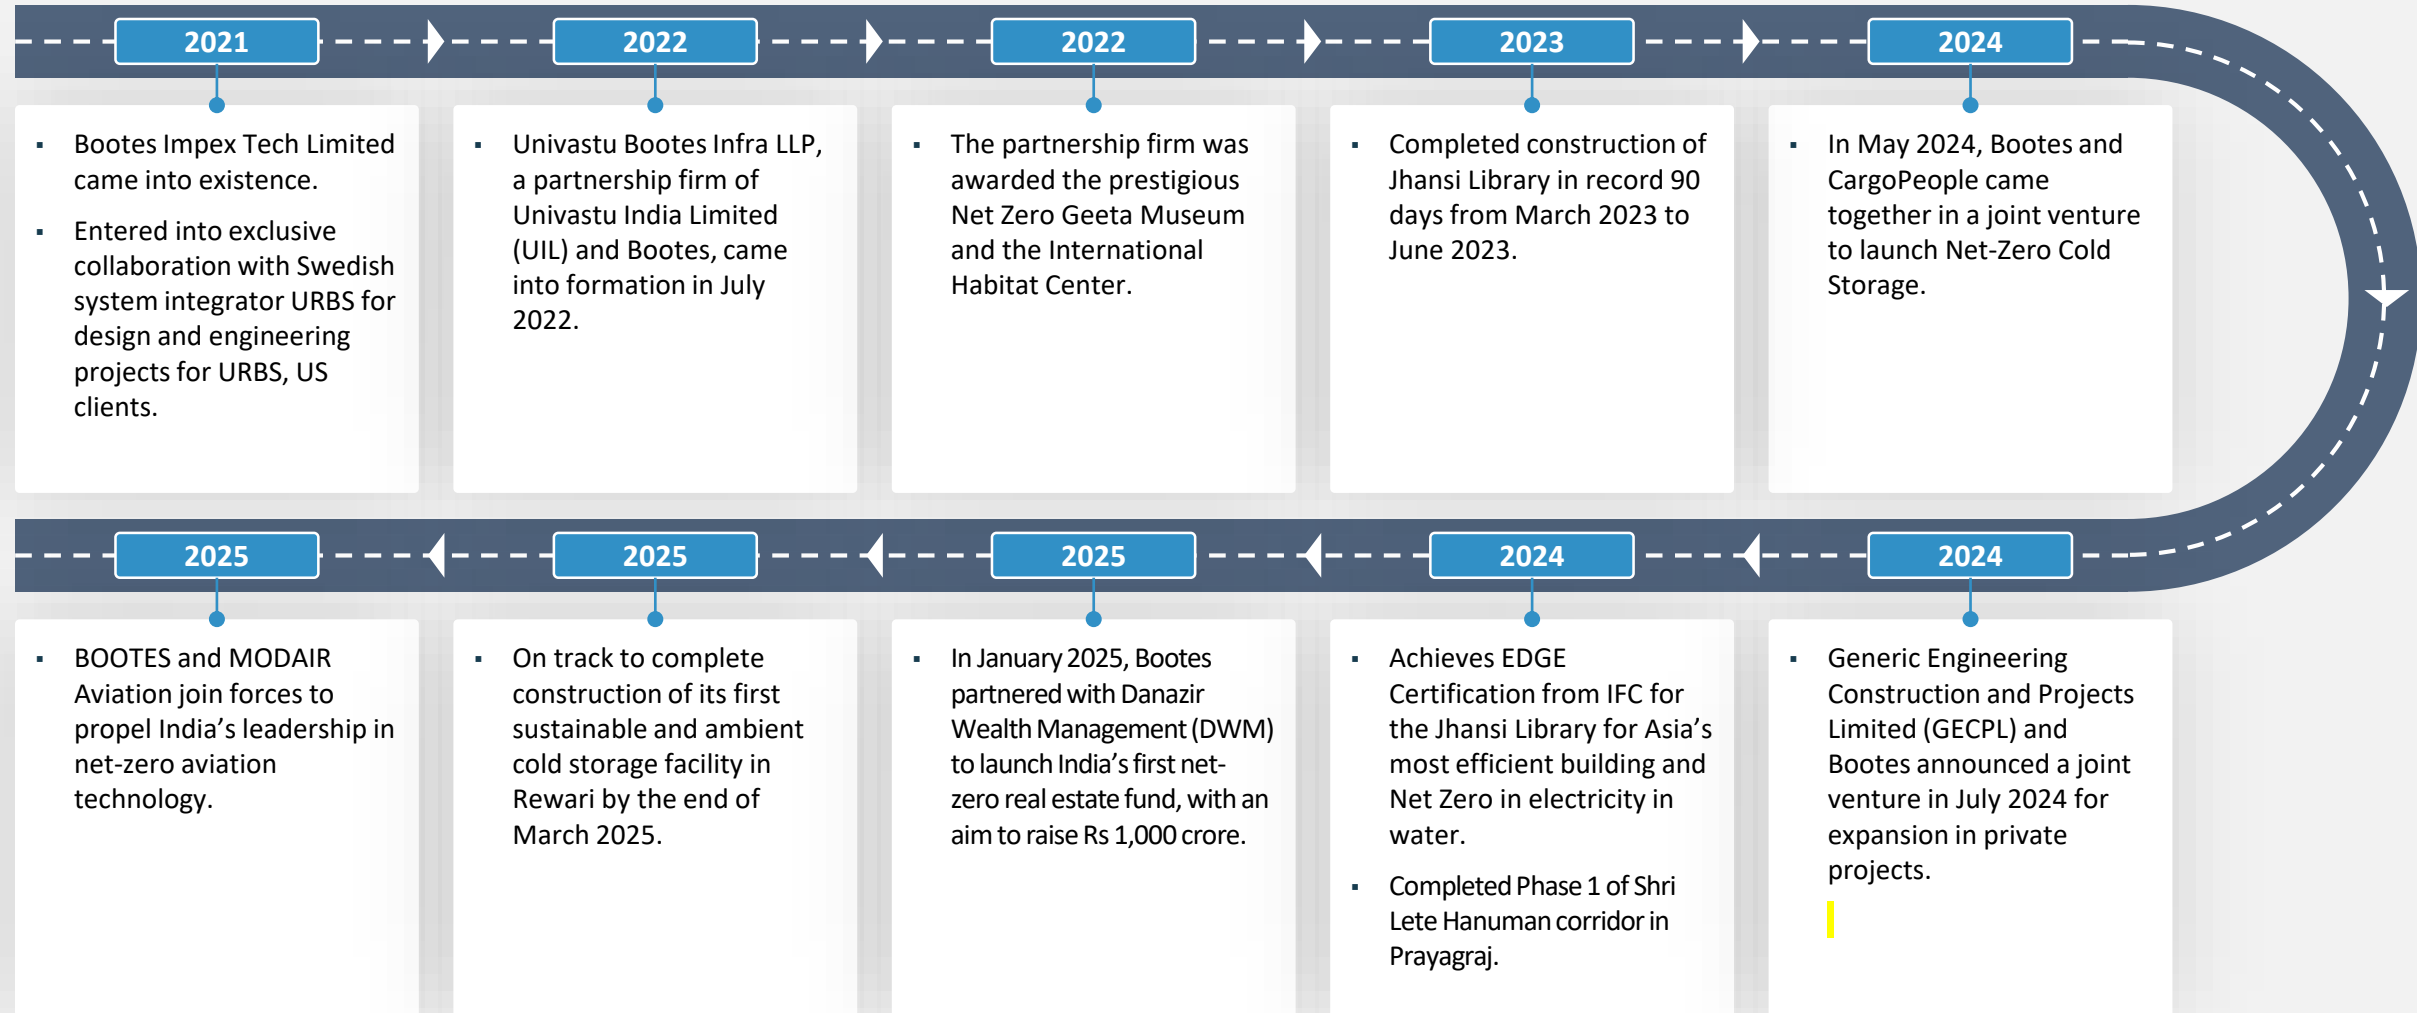 2021
▪ Bootes Impex Tech Limited
came into existence.
▪ Entered into exclusive
collaboration with Swedish
system integrator URBS for
design and engineering
projects for URBS, US
clients.
2022
▪ Univastu Bootes Infra LLP,
a partnership firm of
Univastu India Limited
(UIL) and Bootes, came
into formation in July
2022.
2022
▪ The partnership firm was
awarded the prestigious
Net Zero Geeta Museum
and the International
Habitat Center.
2023
▪ Completed construction of
Jhansi Library in record 90
days from March 2023 to
June 2023.
2024
▪ In May 2024, Bootes and
CargoPeople came
together in a joint venture
to launch Net-Zero Cold
Storage.
2024
▪ Generic Engineering
Construction and Projects
Limited (GECPL) and
Bootes announced a joint
venture in July 2024 for
expansion in private
projects.
2024
▪ Achieves EDGE
Certification from IFC for
the Jhansi Library for Asia’s
most efficient building and
Net Zero in electricity in
water.
▪ Completed Phase 1 of Shri
Lete Hanuman corridor in
Prayagraj.
2025
▪ In January 2025, Bootes
partnered with Danazir
Wealth Management (DWM)
to launch India’s first net-
zero real estate fund, with an
aim to raise Rs 1,000 crore.
2025
▪ On track to complete
construction of its first
sustainable and ambient
cold storage facility in
Rewari by the end of
March 2025.
2025
▪ BOOTES and MODAIR
Aviation join forces to
propel India’s leadership in
net-zero aviation
technology.